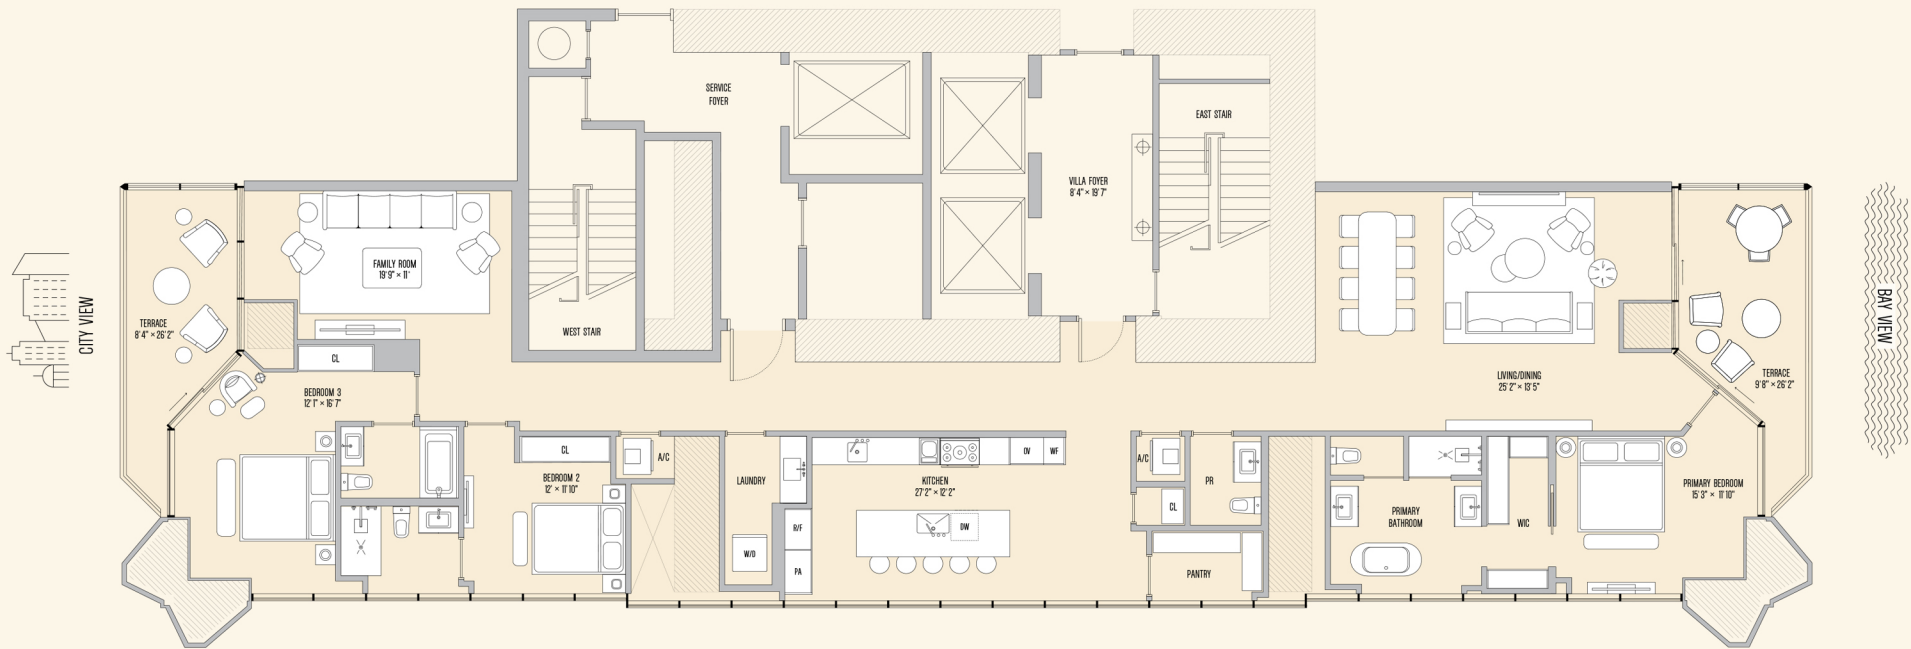 SERVICE
FOYER
EAST STAIR
VILLA FOYER
8' 4" × 19' 7"
CITY VIEW
TERRACE
8' 4" × 26' 2"
FAMILY ROOM
19' 9" × 11'
WEST STAIR
CL
BEDROOM 3
12' 1" × 16' 7"
LIVING/DINING
25' 2" × 13' 5"
TERRACE
9' 8" × 26' 2"
BAY VIEW
CL
A/C
BEDROOM 2
12' × 11' 10"
LAUNDRY
W/D
R/F
PA
KITCHEN
27' 2" × 12' 2"
OV
OV
WF
DW
A/C
CL
PR
PANTRY
PRIMARY
BATHROOM
WIC
PRIMARY BEDROOM
15' 3" × 11' 10"